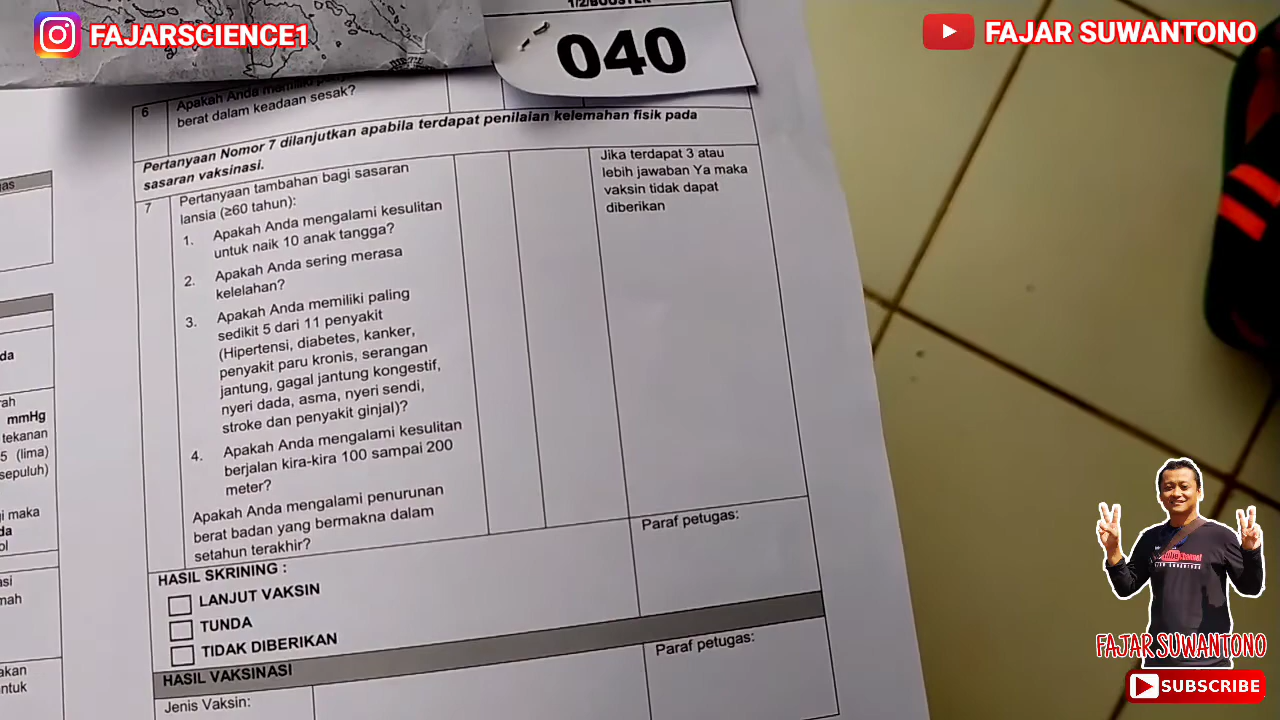 FAJARSCIENCE1
FAJAR SUWANTONO
1/2/BOOSTER
040
6
Apakah Anda memiliki
berat dalam keadaan sesak?
Pertanyaan Nomor 7 dilanjutkan apabila terdapat penilaian kelemahan fisik pada
sasaran vaksinasi.
7
Pertanyaan tambahan bagi sasaran
lansia (≥60 tahun):
1. Apakah Anda mengalami kesulitan
untuk naik 10 anak tangga?
2. Apakah Anda sering merasa
kelelahan?
3. Apakah Anda memiliki paling
sedikit 5 dari 11 penyakit
(Hipertensi, diabetes, kanker,
penyakit paru kronis, serangan
jantung, gagal jantung kongestif,
nyeri dada, asma, nyeri sendi,
stroke dan penyakit ginjal)?
4. Apakah Anda mengalami kesulitan
berjalan kira-kira 100 sampai 200
meter?
Apakah Anda mengalami penurunan
berat badan yang bermakna dalam
setahun terakhir?
Jika terdapat 3 atau
lebih jawaban Ya maka
vaksin tidak dapat
diberikan
HASIL SKRINING :
LANJUT VAKSIN
TUNDA
TIDAK DIBERIKAN
Paraf petugas:
HASIL VAKSINASI
Jenis Vaksin:
Paraf petugas:
mmHg
tekanan
5 (lima)
sepuluh)
maka
FAJAR SUWANTONO
SUBSCRIBE